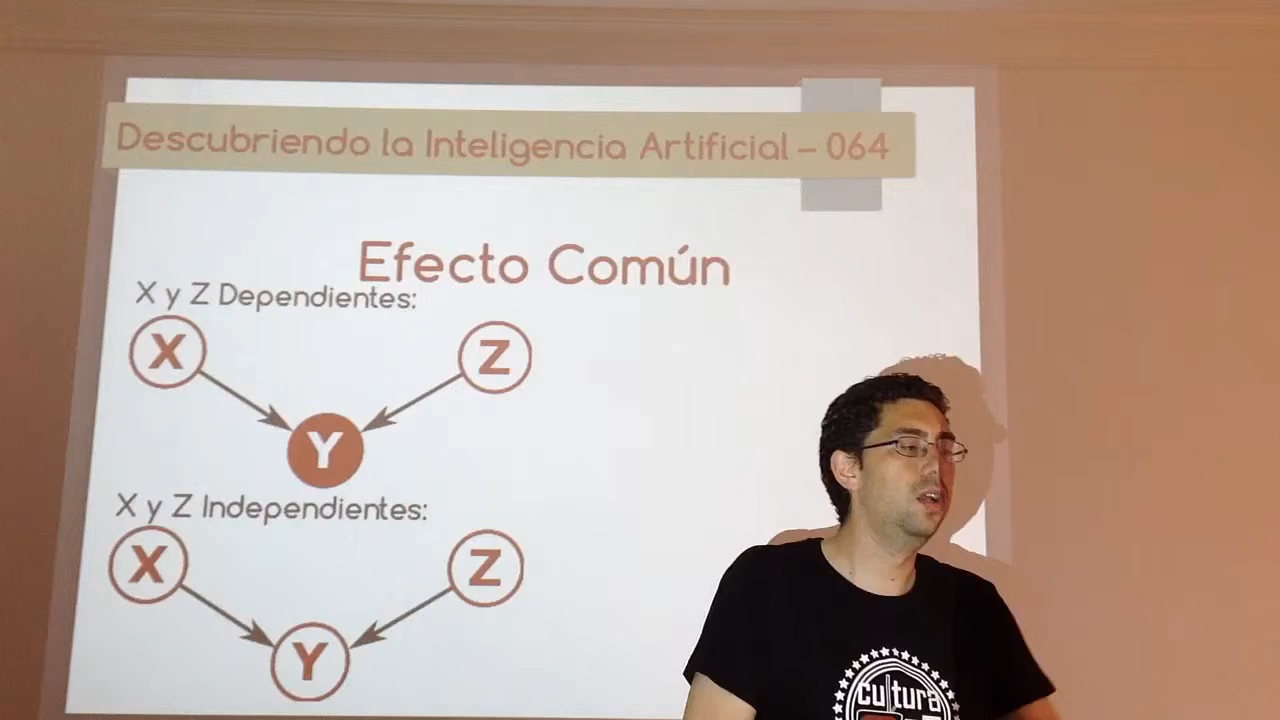 Descubriendo la Inteligencia Artificial – 064
Efecto Común
X y Z Dependientes:
X
Z
Y
X y Z Independientes:
X
Z
Y
cultura